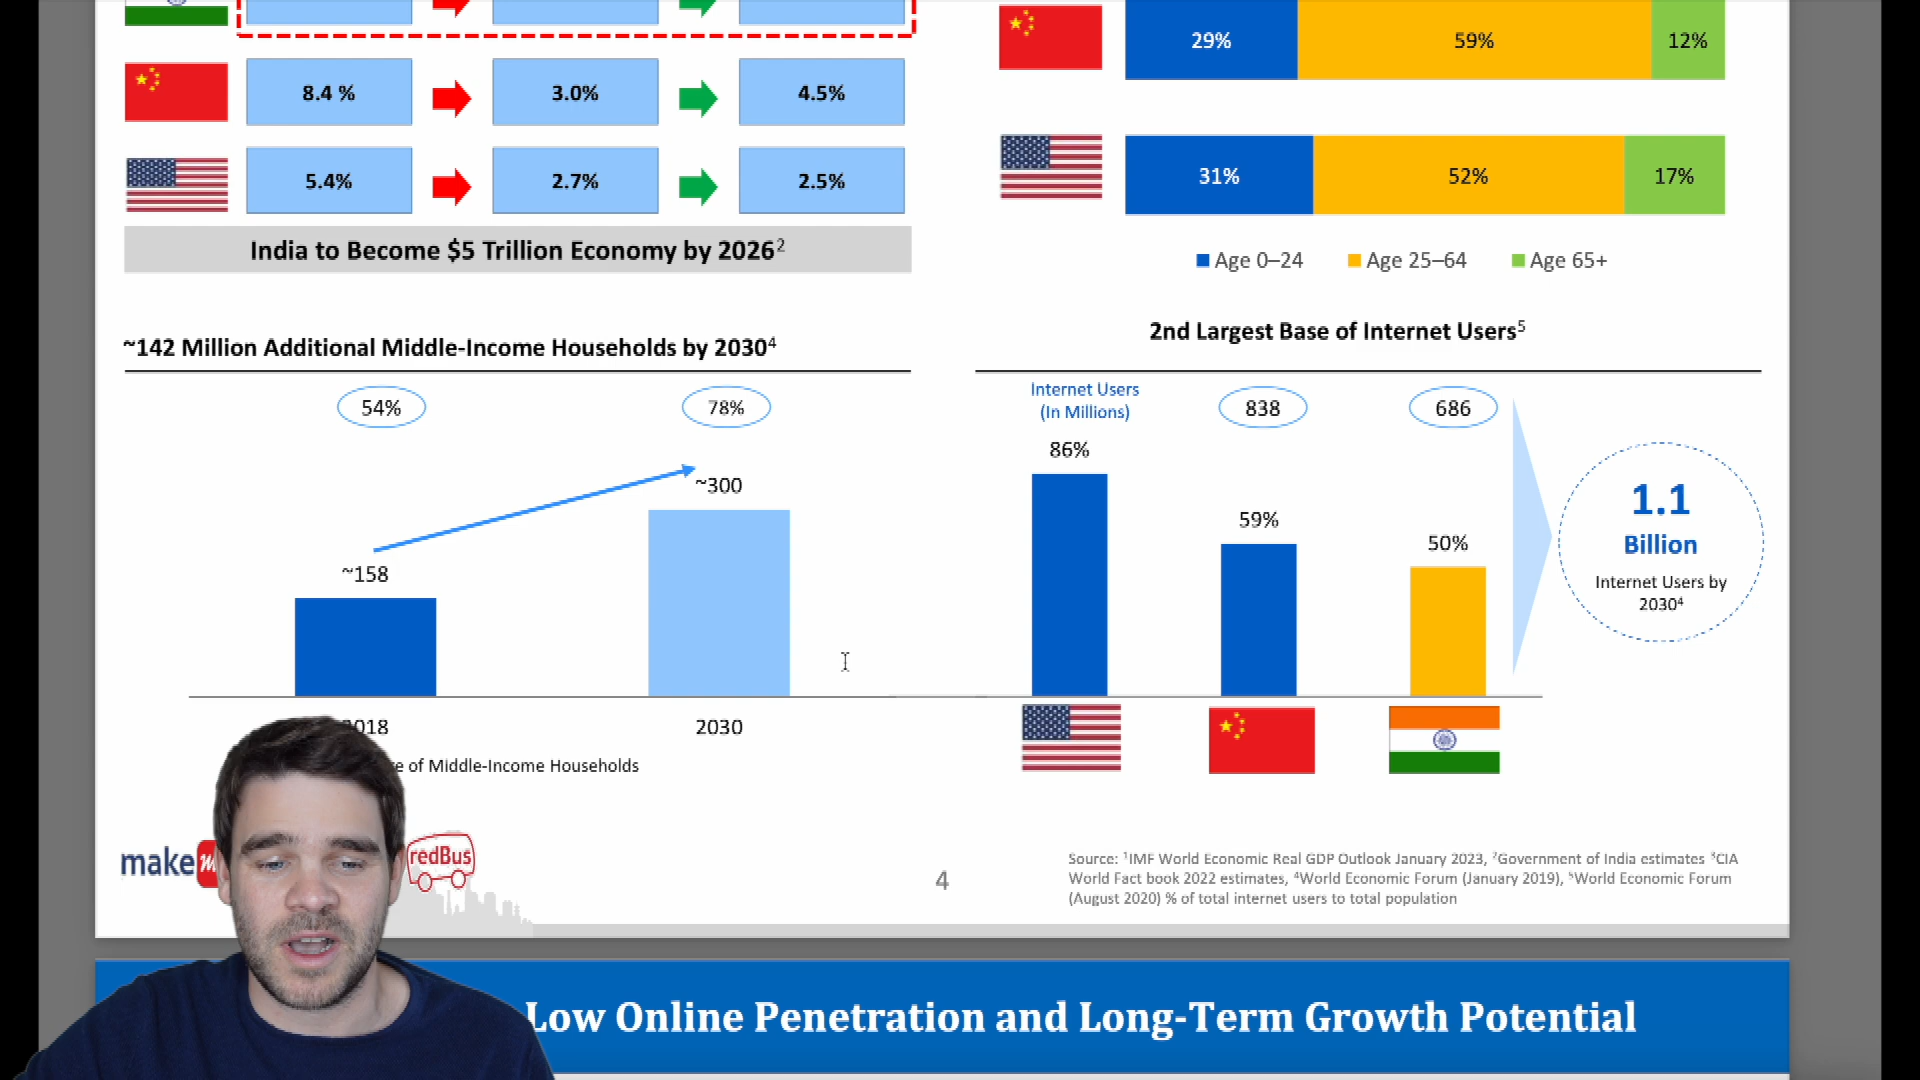 29% 59% 12%
8.4 % 3.0% 4.5%
5.4% 2.7% 2.5%
31% 52% 17%
India to Become $5 Trillion Economy by 2026²
Age 0–24 Age 25–64 Age 65+
~142 Million Additional Middle-Income Households by 2030⁴
54% 78%
~300
~158
018 2030
of Middle-Income Households
2nd Largest Base of Internet Users⁵
Internet Users
(In Millions)
838 686
86%
59%
50%
1.1
Billion
Internet Users by
2030⁴
make
redBus
4
Source: ¹IMF World Economic Real GDP Outlook January 2023, ²Government of India estimates ³CIA
World Fact book 2022 estimates, ⁴World Economic Forum (January 2019), ⁵World Economic Forum
(August 2020) % of total internet users to total population
Low Online Penetration and Long-Term Growth Potential